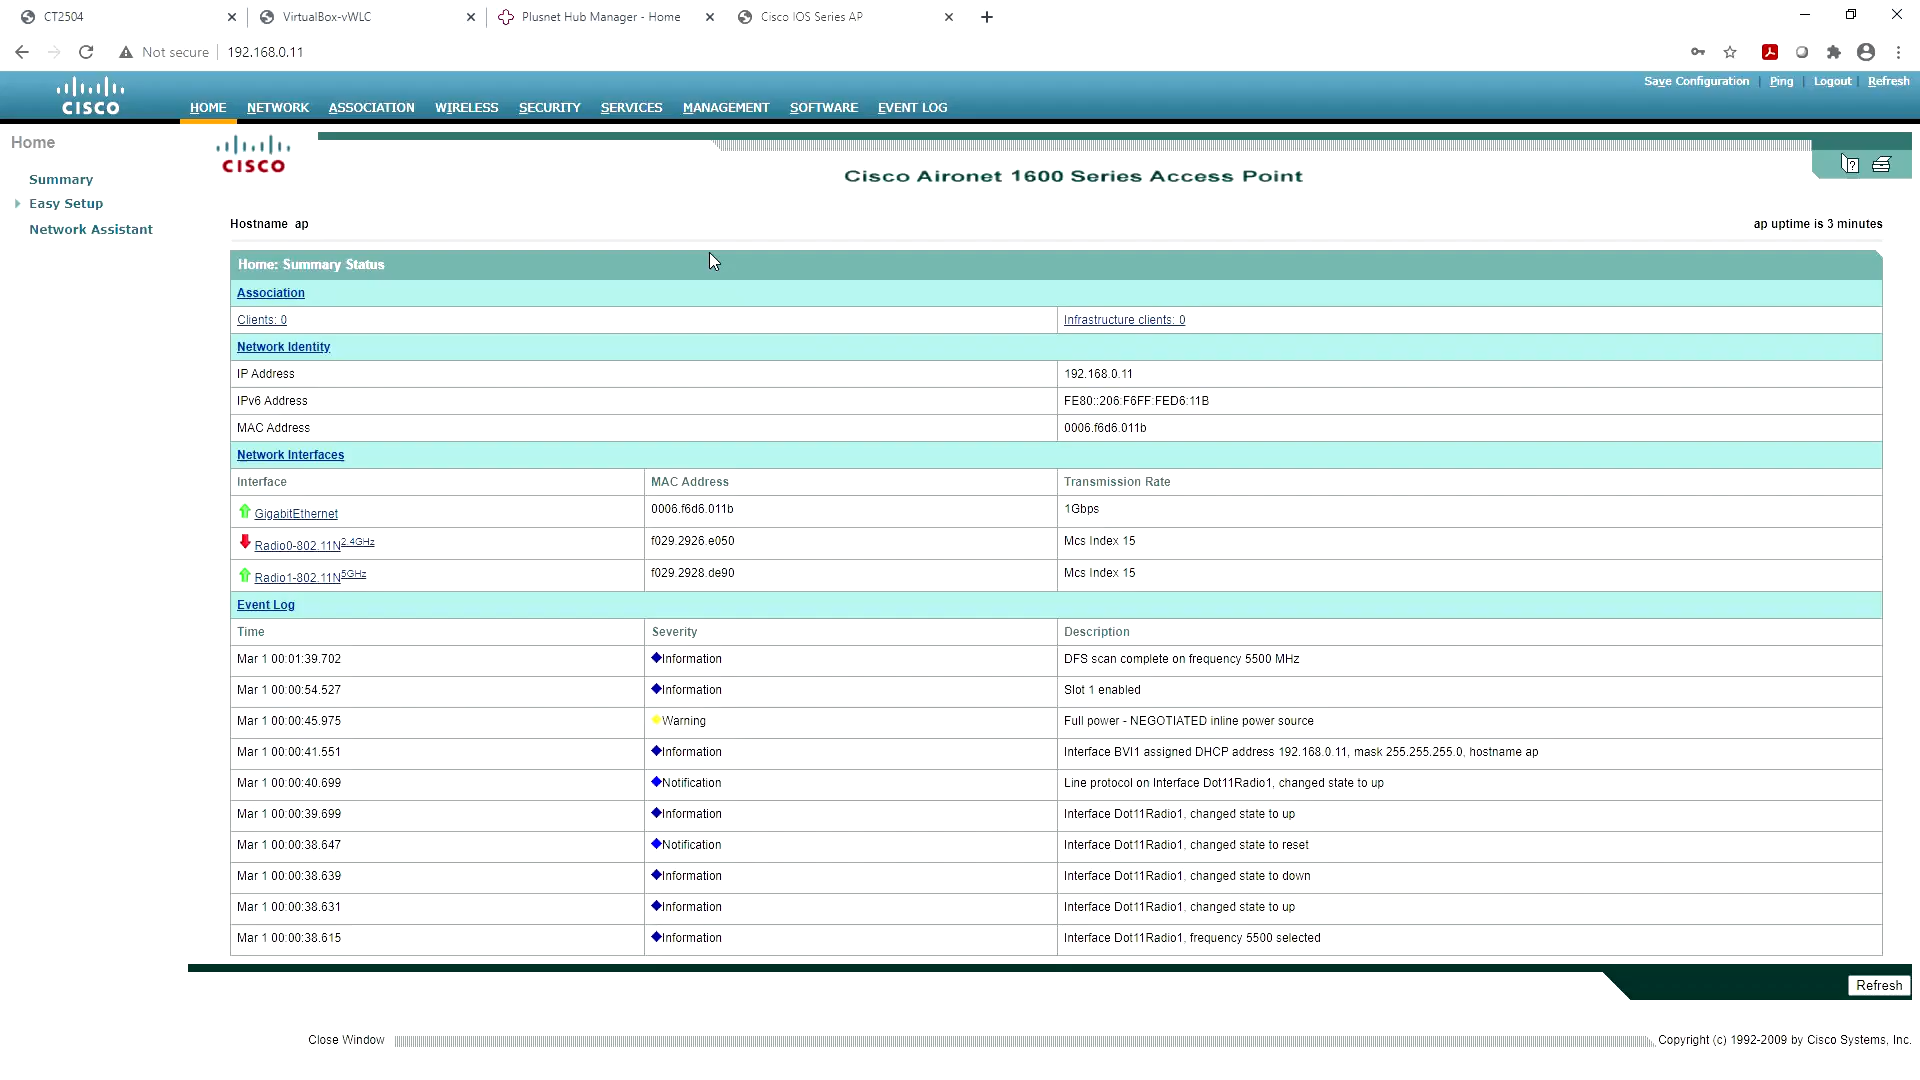 CT2504
VirtualBox-vWLC
Plusnet Hub Manager - Home
Cisco IOS Series AP
Not secure
192.168.0.11
Save Configuration | Ping | Logout | Refresh
CISCO
HOME NETWORK ASSOCIATION WIRELESS SECURITY SERVICES MANAGEMENT SOFTWARE EVENT LOG
Home
Summary
Easy Setup
Network Assistant
CISCO
Cisco Aironet 1600 Series Access Point
Hostname ap
ap uptime is 3 minutes
Home: Summary Status
Association
Clients: 0
Infrastructure clients: 0
Network Identity
IP Address 192.168.0.11
IPv6 Address FE80::206:F6FF:FED6:11B
MAC Address 0006.f6d6.011b
Network Interfaces
Interface MAC Address Transmission Rate
GigabitEthernet 0006.f6d6.011b 1Gbps
Radio0-802.11N2.4GHz f029.2926.e050 Mcs Index 15
Radio1-802.11N5GHz f029.2928.de90 Mcs Index 15
Event Log
Time Severity Description
Mar 1 00:01:39.702 Information DFS scan complete on frequency 5500 MHz
Mar 1 00:00:54.527 Information Slot 1 enabled
Mar 1 00:00:45.975 Warning Full power - NEGOTIATED inline power source
Mar 1 00:00:41.551 Information Interface BVI1 assigned DHCP address 192.168.0.11, mask 255.255.255.0, hostname ap
Mar 1 00:00:40.699 Notification Line protocol on Interface Dot11Radio1, changed state to up
Mar 1 00:00:39.699 Information Interface Dot11Radio1, changed state to up
Mar 1 00:00:38.647 Notification Interface Dot11Radio1, changed state to reset
Mar 1 00:00:38.639 Information Interface Dot11Radio1, changed state to down
Mar 1 00:00:38.631 Information Interface Dot11Radio1, changed state to up
Mar 1 00:00:38.615 Information Interface Dot11Radio1, frequency 5500 selected
Refresh
Close Window
Copyright (c) 1992-2009 by Cisco Systems, Inc.